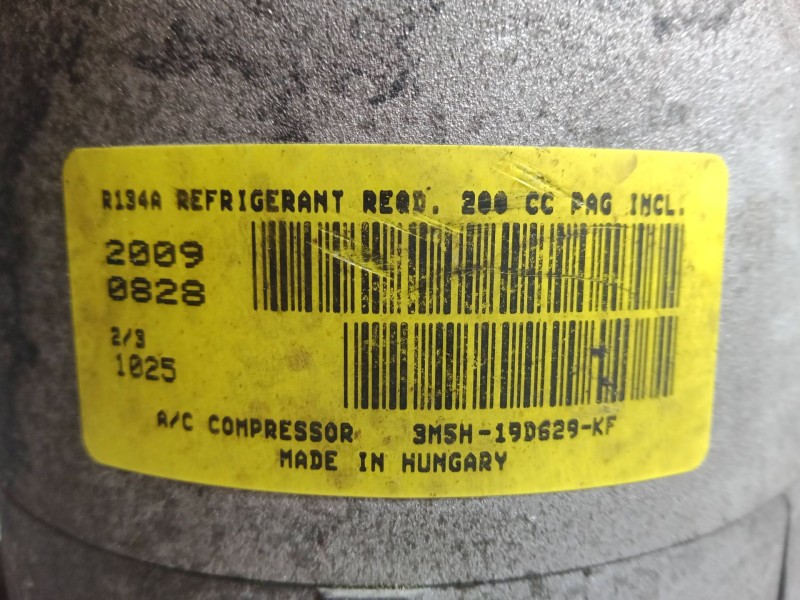 R134A REFRIGERANT REQD. 200 CC PAG INCL.
2009
0828
2/3
1025
A/C COMPRESSOR 3M5H-19D629-KF
MADE IN HUNGARY